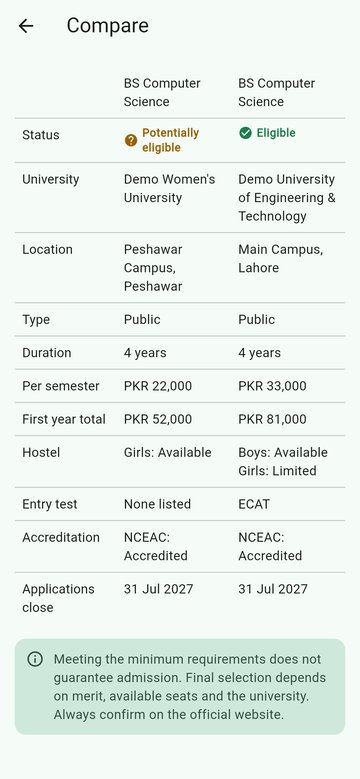 Compare
BS Computer Science BS Computer Science
Status Potentially eligible Eligible
University Demo Women's University Demo University of Engineering & Technology
Location Peshawar Campus, Peshawar Main Campus, Lahore
Type Public Public
Duration 4 years 4 years
Per semester PKR 22,000 PKR 33,000
First year total PKR 52,000 PKR 81,000
Hostel Girls: Available Boys: Available Girls: Limited
Entry test None listed ECAT
Accreditation NCEAC: Accredited NCEAC: Accredited
Applications close 31 Jul 2027 31 Jul 2027
Meeting the minimum requirements does not
guarantee admission. Final selection depends
on merit, available seats and the university.
Always confirm on the official website.